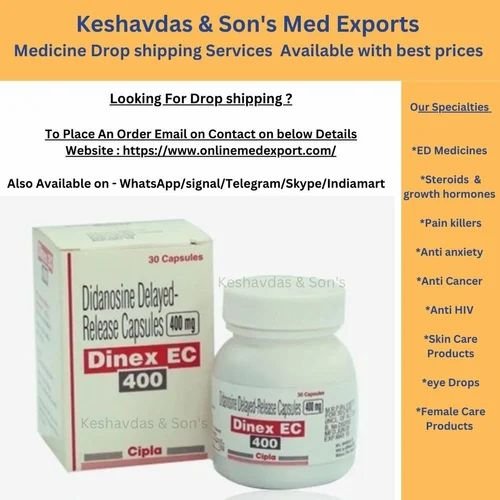 Keshavdas & Son's Med Exports
Medicine Drop shipping Services Available with best prices
Looking For Drop shipping ?
To Place An Order Email on Contact on below Details
Website : https://www.onlinemedexport.com/
Also Available on - WhatsApp/signal/Telegram/Skype/Indiamart
Our Specialties
*ED Medicines
*Steroids &
growth hormones
*Pain killers
*Anti anxiety
*Anti Cancer
*Anti HIV
*Skin Care
Products
*eye Drops
*Female Care
Products
30 Capsules
Didanosine Delayed-
Release Capsules 400 mg
Dinex EC
400
Keshavdas & Son's
Cipla
Keshavdas & Son's
30 Capsules
Didanosine Delayed-Release Capsules 400 mg
Dinex EC
400
Cipla